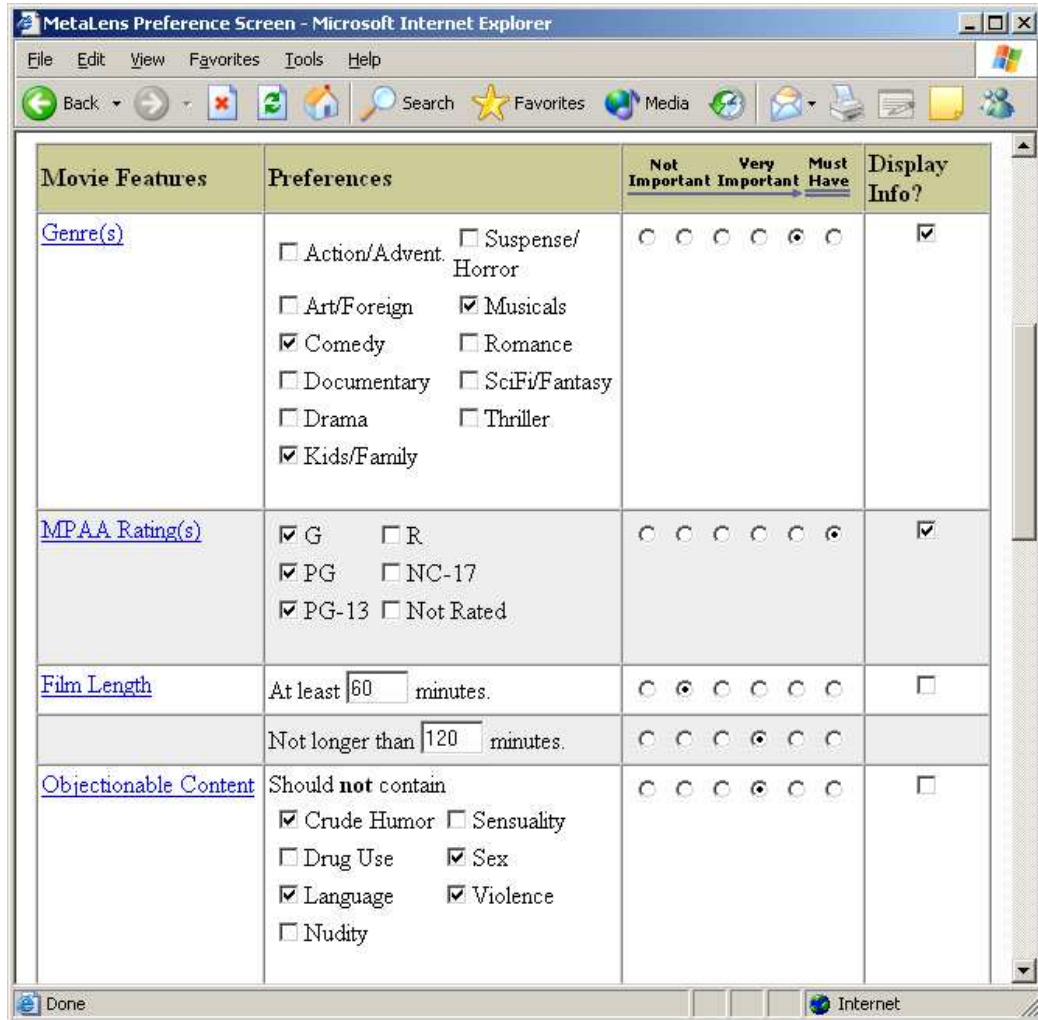 MetaLens Preference Screen - Microsoft Internet Explorer
File Edit View Favorites Tools Help
Back Search Favorites Media
Movie Features Preferences Not Important Very Important Must Have Display Info?
Genre(s)
Action/Advent. Suspense/
Horror
Art/Foreign Musicals
Comedy Romance
Documentary SciFi/Fantasy
Drama Thriller
Kids/Family
MPAA Rating(s)
G R
PG NC-17
PG-13 Not Rated
Film Length At least 60 minutes.
Not longer than 120 minutes.
Objectionable Content Should not contain
Crude Humor Sensuality
Drug Use Sex
Language Violence
Nudity
Done Internet